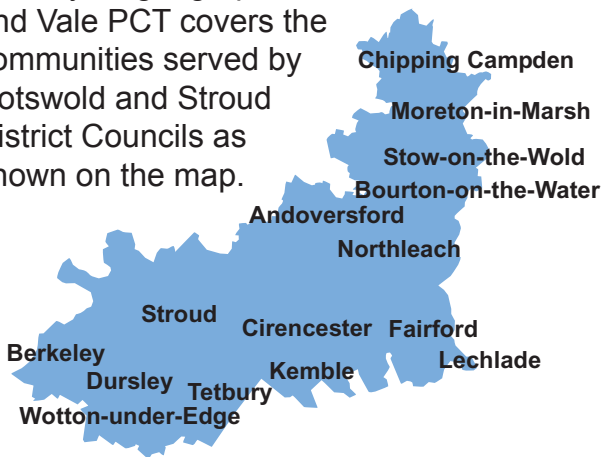 nd Vale PCT covers the
ommunities served by
otswold and Stroud
istrict Councils as
hown on the map.
Chipping Campden
Moreton-in-Marsh
Stow-on-the-Wold
Bourton-on-the-Water
Andoversford
Northleach
Stroud
Cirencester
Fairford
Berkeley
Lechlade
Kemble
Dursley
Tetbury
Wotton-under-Edge